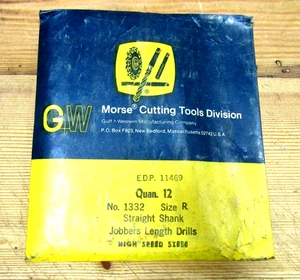 GW
Morse® Cutting Tools Division
Gulf + Western Manufacturing Company
P.O. Box F923, New Bedford, Massachusetts 02742 U.S.A.
E.D.P. 11469
Quan. 12
No. 1332 Size R
Straight Shank
Jobbers Length Drills
HIGH SPEED STEEL